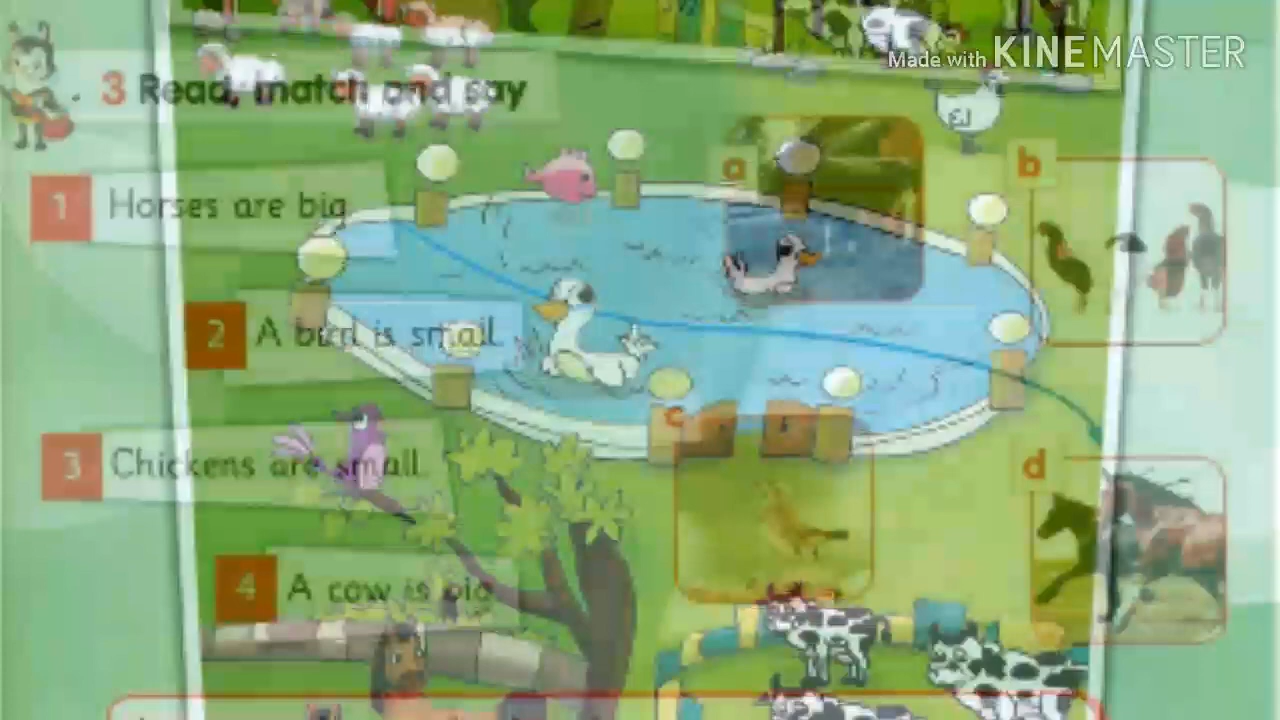 Made with KINEMASTER
3 Read, match and say
a
b
1 Horses are big
2 A bird is small.
3 Chickens are small.
c
d
4 A cow is big